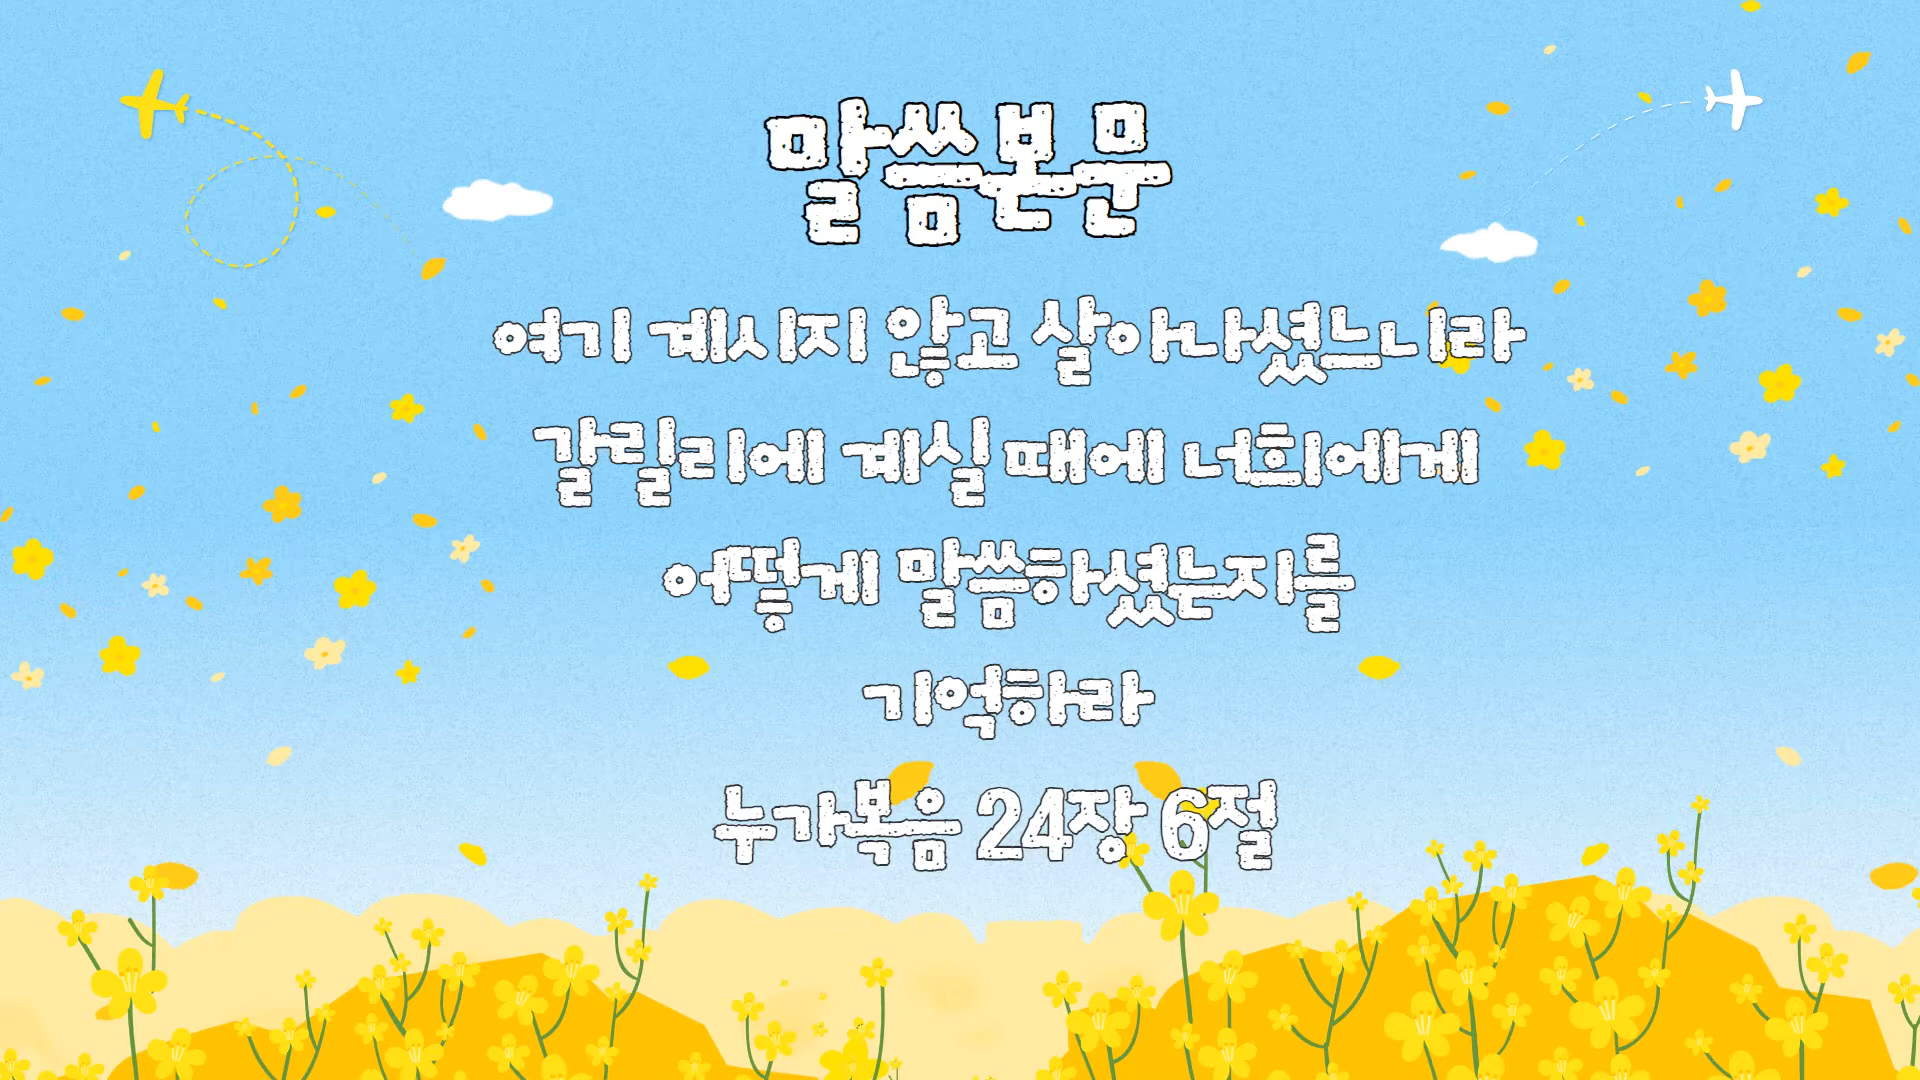 말씀본문
여기 계시지 않고 살아나셨느니라
갈릴리에 계실 때에 너희에게
어떻게 말씀하셨는지를
기억하라
누가복음 24장 6절